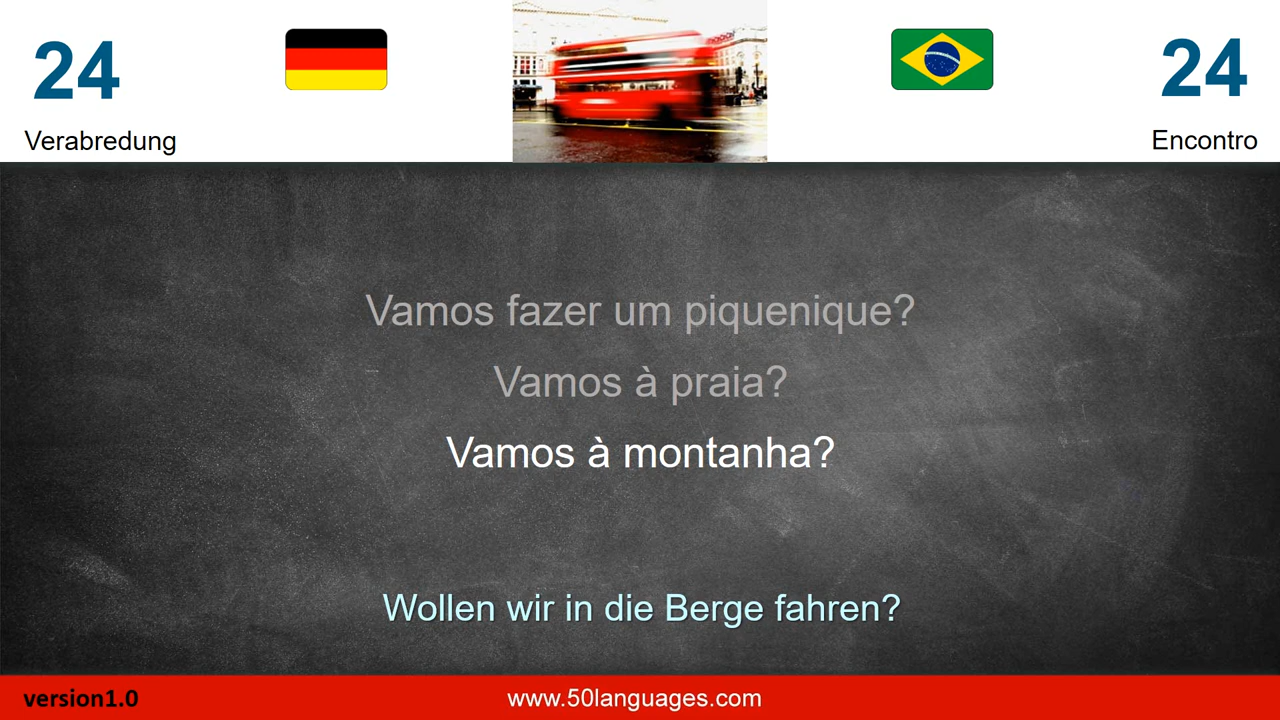 24
24
Verabredung
Encontro
Vamos fazer um piquenique?
Vamos à praia?
Vamos à montanha?
Wollen wir in die Berge fahren?
version1.0
www.50languages.com